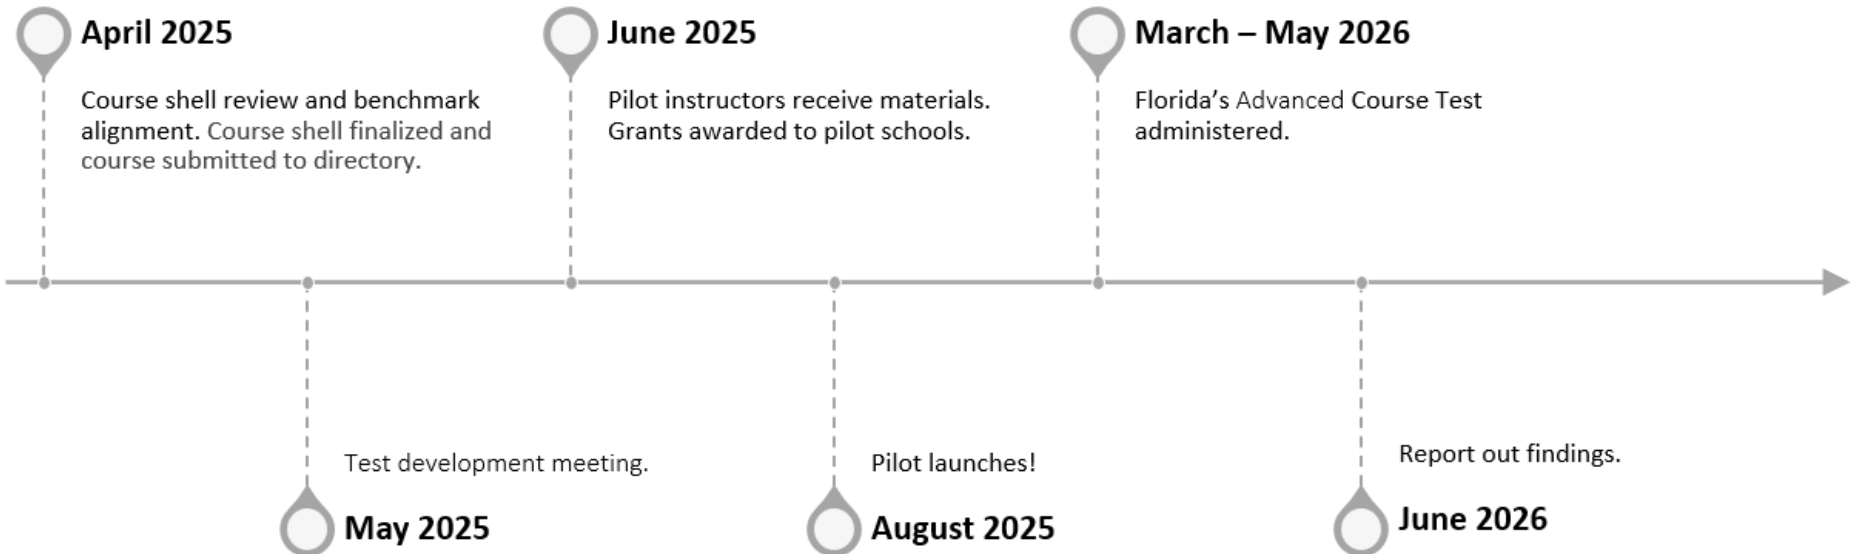 April 2025
Course shell review and benchmark
alignment. Course shell finalized and
course submitted to directory.
June 2025
Pilot instructors receive materials.
Grants awarded to pilot schools.
March – May 2026
Florida’s Advanced Course Test
administered.
Test development meeting.
May 2025
Pilot launches!
August 2025
Report out findings.
June 2026